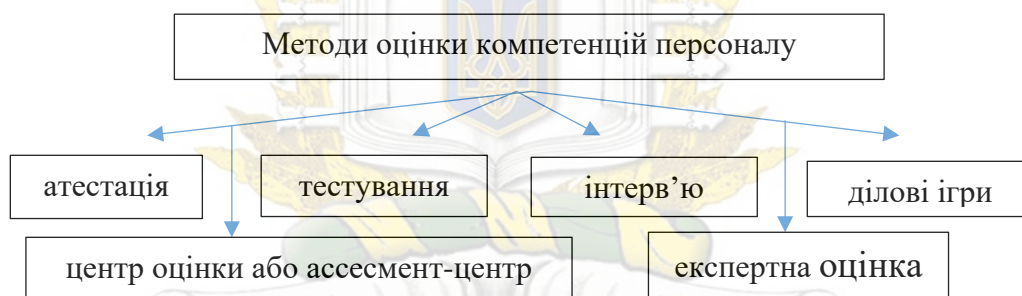 Методи оцінки компетенцій персоналу
атестація
тестування
інтерв’ю
ділові ігри
центр оцінки або ассесмент-центр
експертна оцінка